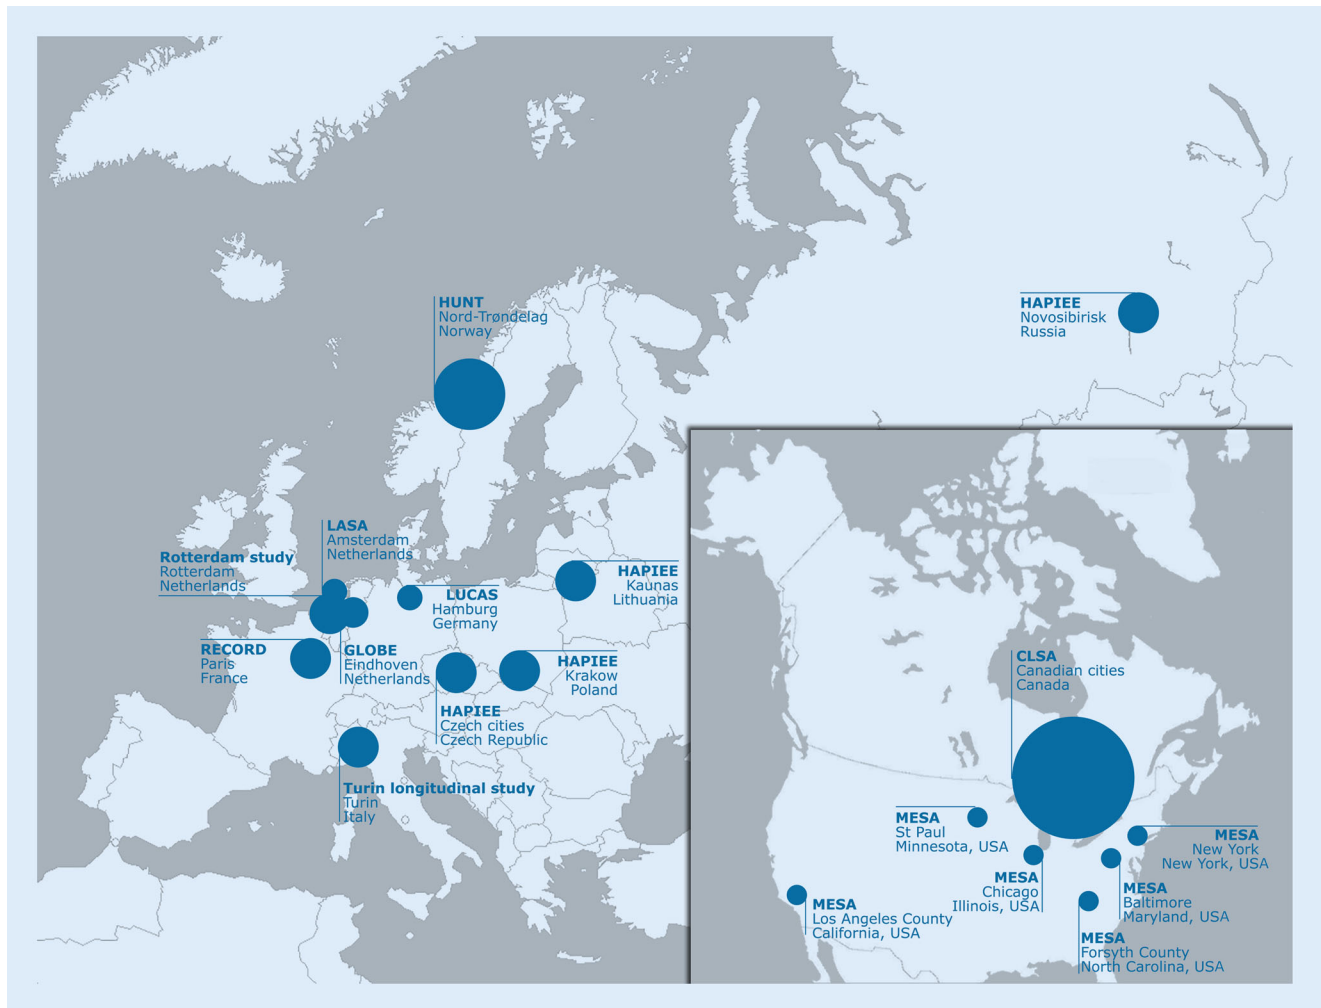 HUNT
Nord-Trøndelag
Norway
HAPIEE
Novosibirisk
Russia
LASA
Amsterdam
Netherlands
Rotterdam study
Rotterdam
Netherlands
LUCAS
Hamburg
Germany
HAPIEE
Kaunas
Lithuania
RECORD
Paris
France
GLOBE
Eindhoven
Netherlands
HAPIEE
Krakow
Poland
HAPIEE
Czech cities
Czech Republic
Turin longitudinal study
Turin
Italy
CLSA
Canadian cities
Canada
MESA
St Paul
Minnesota, USA
MESA
New York
New York, USA
MESA
Chicago
Illinois, USA
MESA
Baltimore
Maryland, USA
MESA
Los Angeles County
California, USA
MESA
Forsyth County
North Carolina, USA